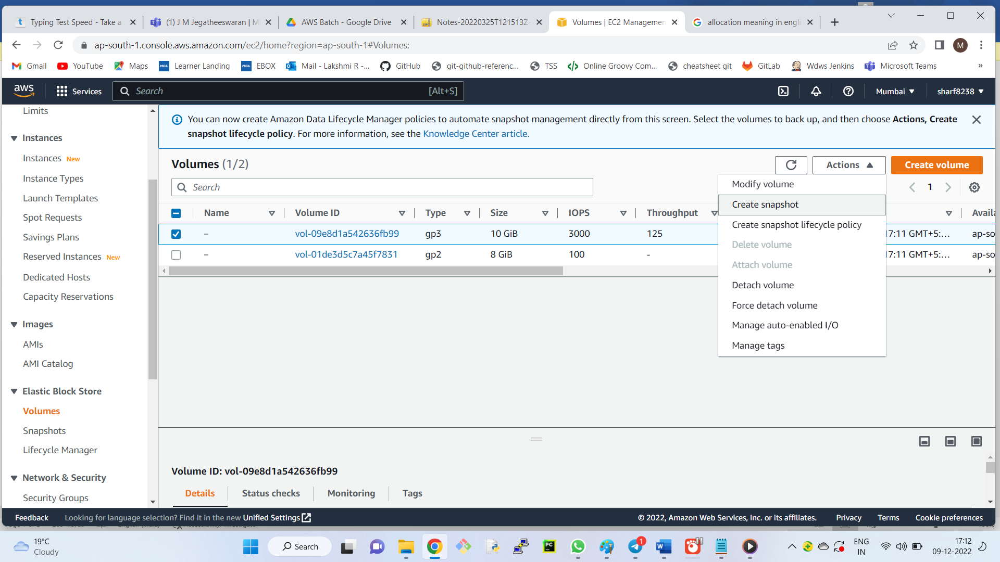 Typing Test Speed - Take a
(1) J M Jegatheeswaran | M
AWS Batch - Google Drive
Notes-20220325T121513Z-
Volumes | EC2 Managemen
allocation meaning in engli
ap-south-1.console.aws.amazon.com/ec2/home?region=ap-south-1#Volumes:
M
Gmail
YouTube
Maps
Learner Landing
EBOX
Mail - Lakshmi R -...
GitHub
git-github-referenc...
TSS
Online Groovy Com...
cheatsheet git
GitLab
Wdws Jenkins
Microsoft Teams
»
aws
Services
Search
[Alt+S]
Mumbai
sharf8238
Limits
Instances
Instances New
Instance Types
Launch Templates
Spot Requests
Savings Plans
Reserved Instances New
Dedicated Hosts
Capacity Reservations
Images
AMIs
AMI Catalog
Elastic Block Store
Volumes
Snapshots
Lifecycle Manager
Network & Security
Security Groups
You can now create Amazon Data Lifecycle Manager policies to automate snapshot management directly from this screen. Select the volumes to back up, and then choose Actions, Create
snapshot lifecycle policy. For more information, see the Knowledge Center article.
Volumes (1/2)
Actions
Create volume
Search
1
Name Volume ID Type Size IOPS Throughput Availa
– vol-09e8d1a542636fb99 gp3 10 GiB 3000 125 17:11 GMT+5:... ap-so
– vol-01de3d5c7a45f7831 gp2 8 GiB 100 - 17:11 GMT+5:... ap-so
Modify volume
Create snapshot
Create snapshot lifecycle policy
Delete volume
Attach volume
Detach volume
Force detach volume
Manage auto-enabled I/O
Manage tags
Volume ID: vol-09e8d1a542636fb99
Details
Status checks
Monitoring
Tags
Feedback
Looking for language selection? Find it in the new Unified Settings
© 2022, Amazon Web Services, Inc. or its affiliates.
Privacy
Terms
Cookie preferences
19°C
Cloudy
Search
PC
1
W
ENG
IN
17:12
09-12-2022